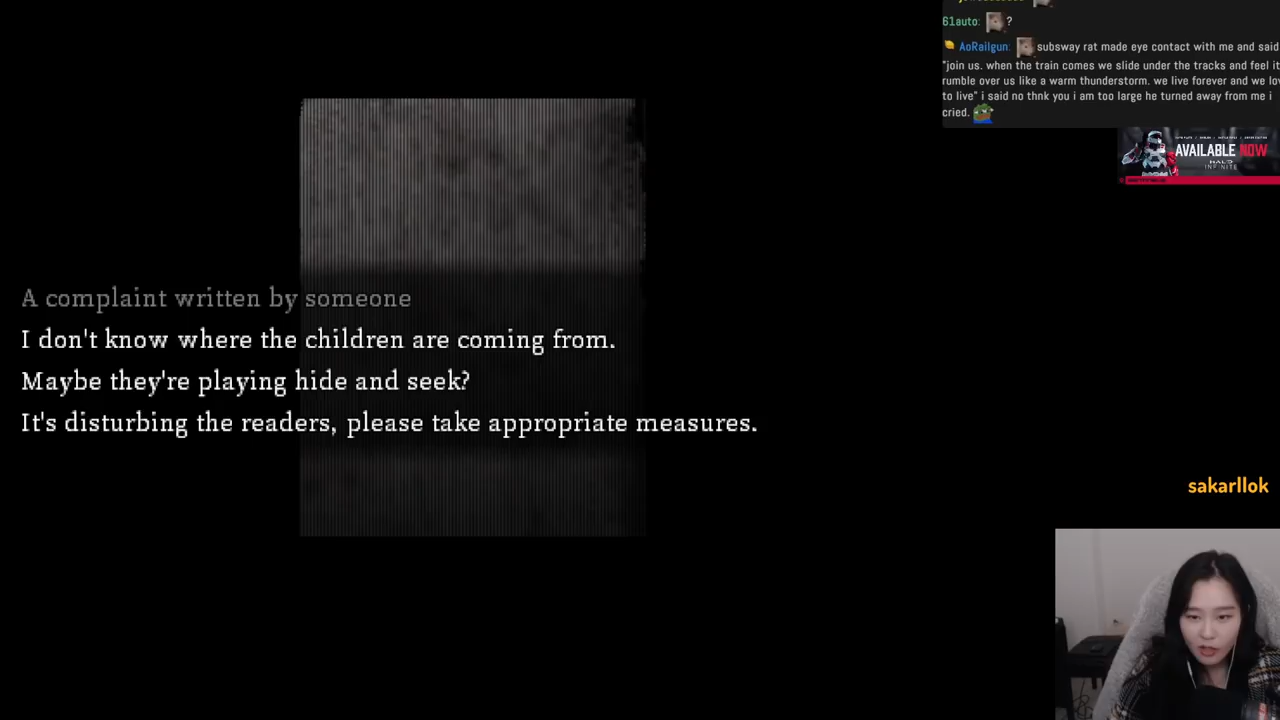 61auto: ?
AoRailgun: subsway rat made eye contact with me and said
"join us. when the train comes we slide under the tracks and feel it
rumble over us like a warm thunderstorm. we live forever and we lo
to live" i said no thnk you i am too large he turned away from me i
cried.
AVAILABLE NOW
HALO
INFINITE
A complaint written by someone
I don't know where the children are coming from.
Maybe they're playing hide and seek?
It's disturbing the readers, please take appropriate measures.
sakarllok